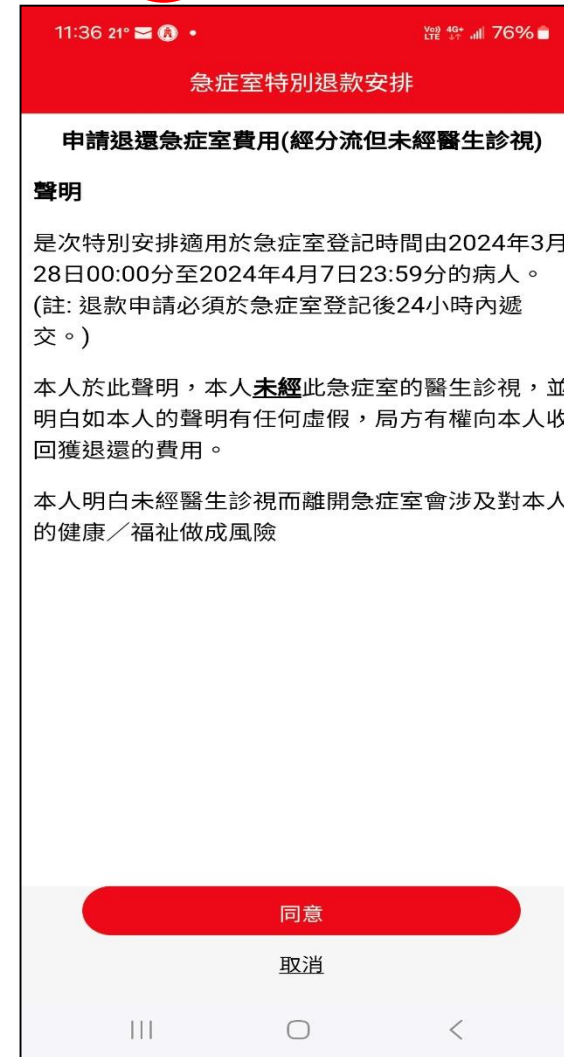 11:36 21°
Vo)) LTE 4G+ 76%
急症室特別退款安排
申請退還急症室費用(經分流但未經醫生診視)
聲明
是次特別安排適用於急症室登記時間由2024年3月
28日00:00分至2024年4月7日23:59分的病人。
(註: 退款申請必須於急症室登記後24小時內遞
交。)
本人於此聲明，本人未經此急症室的醫生診視，並
明白如本人的聲明有任何虛假，局方有權向本人收
回獲退還的費用。
本人明白未經醫生診視而離開急症室會涉及對本人
的健康／福祉做成風險
同意
取消